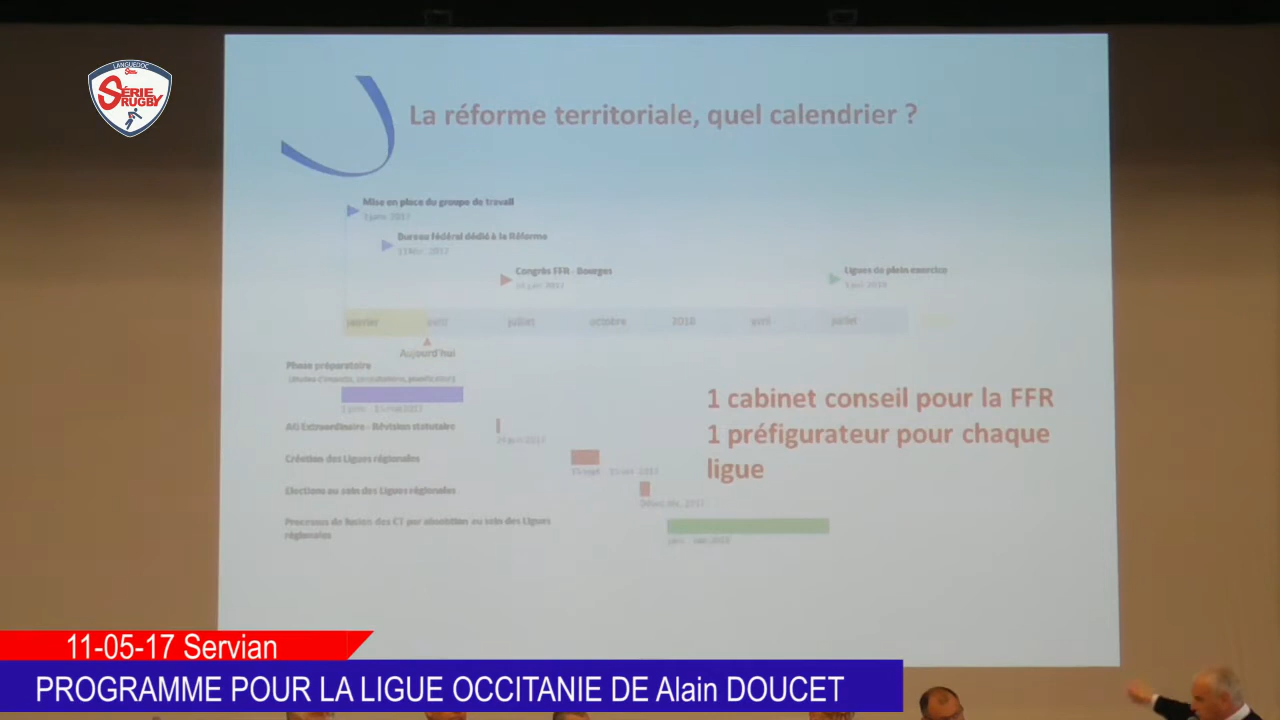 LANGUEDOC
SÉRIE
RUGBY
La réforme territoriale, quel calendrier ?
Mise en place du groupe de travail
Bureau fédéral dédié à la Réforme
Congrès FFR - Bourges
Ligues de plein exercice
janvier avril juillet octobre 2018 avril juillet
Aujourd'hui
Phase préparatoire
AG Extraordinaire - Révision statutaire
Création des Ligues régionales
Elections au sein des Ligues régionales
Processus de fusion des CT par absorbtion au sein des Ligues
régionales
1 cabinet conseil pour la FFR
1 préfigurateur pour chaque
ligue
11-05-17 Servian
PROGRAMME POUR LA LIGUE OCCITANIE DE Alain DOUCET